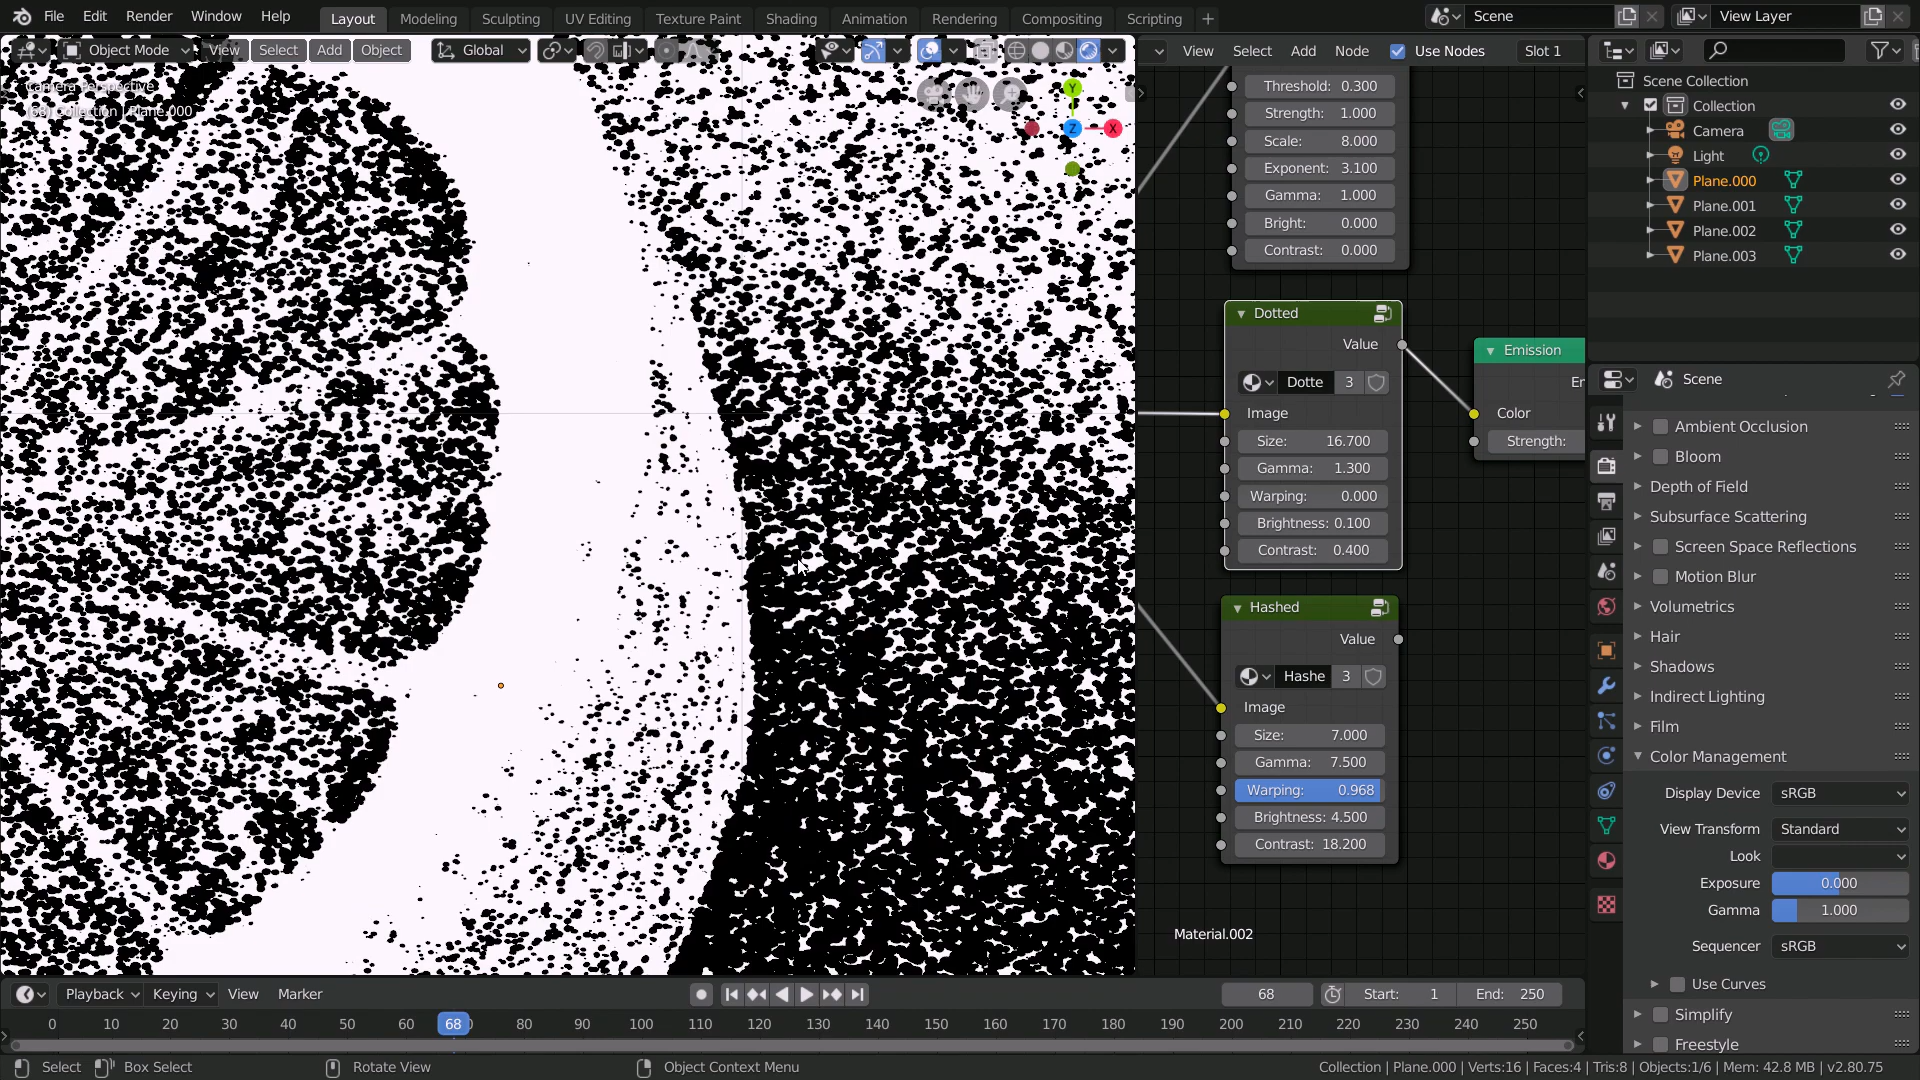 File Edit Render Window Help Layout Modeling Sculpting UV Editing Texture Paint Shading Animation Rendering Compositing Scripting + Scene View Layer
Object Mode View Select Add Object Global View Select Add Node Use Nodes Slot 1
Camera Perspective
(68) Collection | Plane.000
Y
Z
X
Threshold: 0.300
Strength: 1.000
Scale: 8.000
Exponent: 3.100
Gamma: 1.000
Bright: 0.000
Contrast: 0.000
Dotted
Value
Dotte 3
Image
Size: 16.700
Gamma: 1.300
Warping: 0.000
Brightness: 0.100
Contrast: 0.400
Emission
Color
Strength:
Hashed
Value
Hashe 3
Image
Size: 7.000
Gamma: 7.500
Warping: 0.968
Brightness: 4.500
Contrast: 18.200
Material.002
Scene Collection
Collection
Camera
Light
Plane.000
Plane.001
Plane.002
Plane.003
Scene
Ambient Occlusion
Bloom
Depth of Field
Subsurface Scattering
Screen Space Reflections
Motion Blur
Volumetrics
Hair
Shadows
Indirect Lighting
Film
Color Management
Display Device sRGB
View Transform Standard
Look
Exposure 0.000
Gamma 1.000
Sequencer sRGB
Use Curves
Simplify
Freestyle
Playback Keying View Marker 68 Start: 1 End: 250
0 10 20 30 40 50 60 68 80 90 100 110 120 130 140 150 160 170 180 190 200 210 220 230 240 250
Select Box Select Rotate View Object Context Menu Collection | Plane.000 | Verts:16 | Faces:4 | Tris:8 | Objects:1/6 | Mem: 42.8 MB | v2.80.75